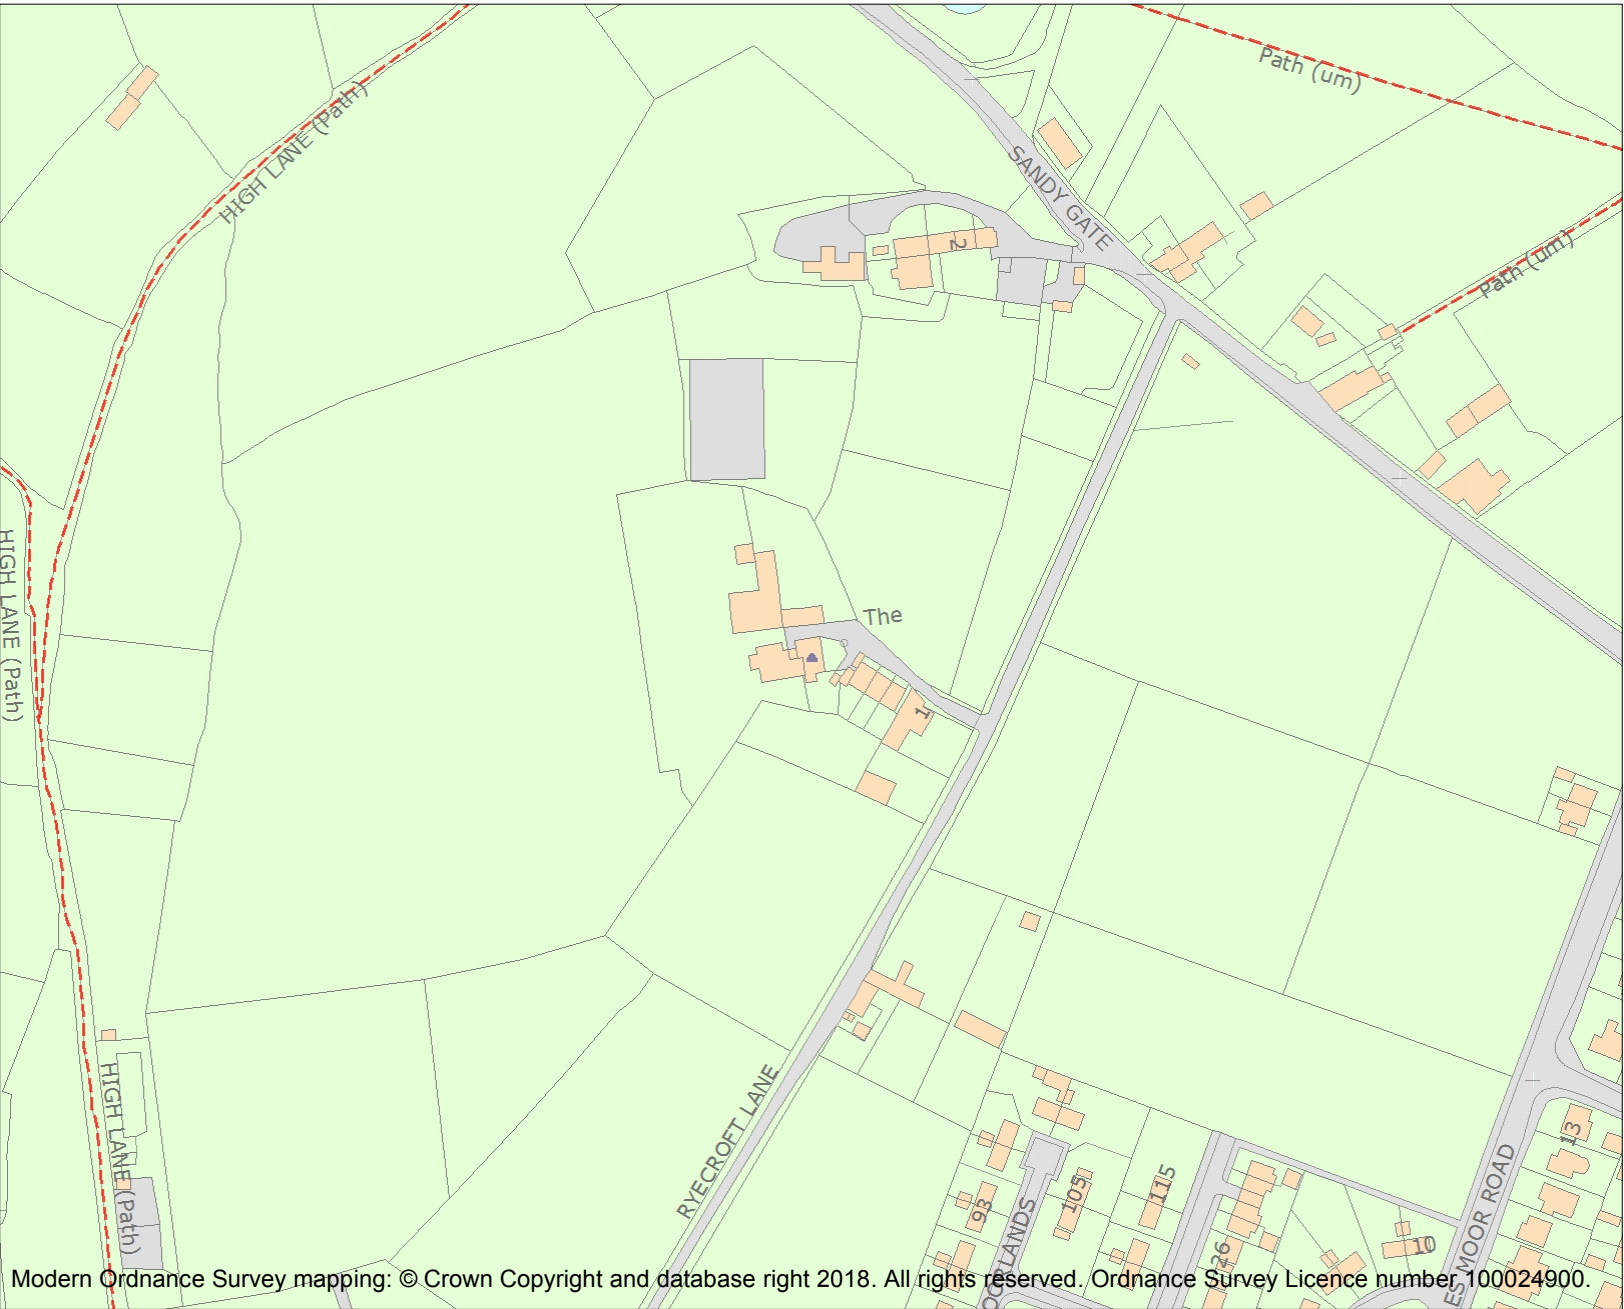 Path (um)
HIGH LANE (Path)
SANDY GATE
2
Path (um)
HIGH LANE (Path)
The
1
HIGH LANE (Path)
RYECROFT LANE
13
115
105
93
10
26
Modern Ordnance Survey mapping: © Crown Copyright and database right 2018. All rights reserved. Ordnance Survey Licence number 100024900.